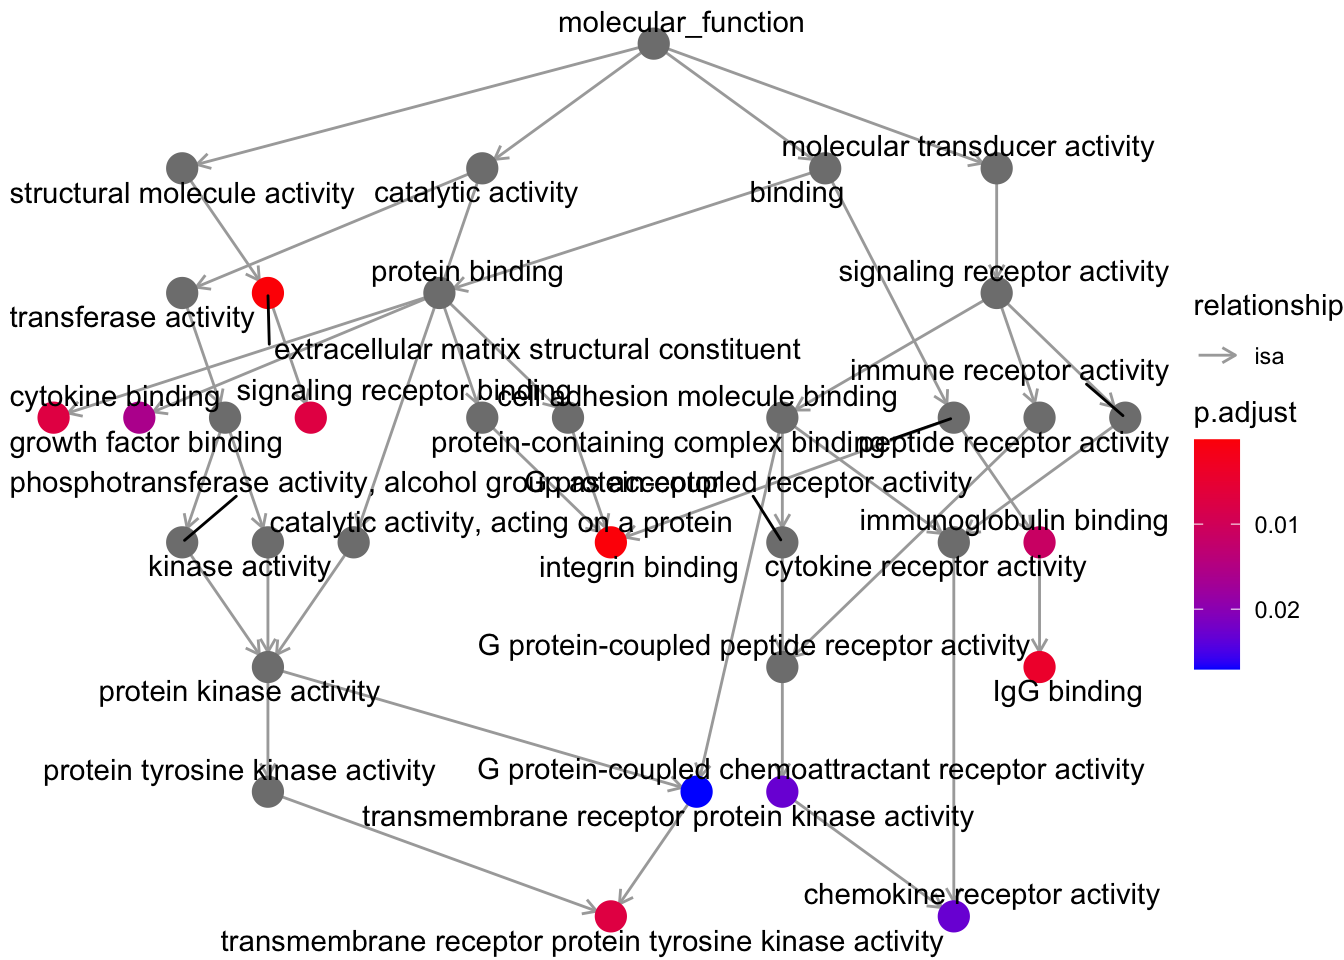 molecular_function
molecular transducer activity
structural molecule activity
catalytic activity
binding
protein binding
signaling receptor activity
transferase activity
extracellular matrix structural constituent
relationship
isa
immune receptor activity
cytokine binding
signaling receptor binding
cell adhesion molecule binding
p.adjust
growth factor binding
protein-containing complex binding
peptide receptor activity
phosphotransferase activity, alcohol group as acceptor
G protein-coupled receptor activity
catalytic activity, acting on a protein
immunoglobulin binding
0.01
kinase activity
integrin binding
cytokine receptor activity
0.02
G protein-coupled peptide receptor activity
protein kinase activity
IgG binding
protein tyrosine kinase activity
G protein-coupled chemoattractant receptor activity
transmembrane receptor protein kinase activity
chemokine receptor activity
transmembrane receptor protein tyrosine kinase activity